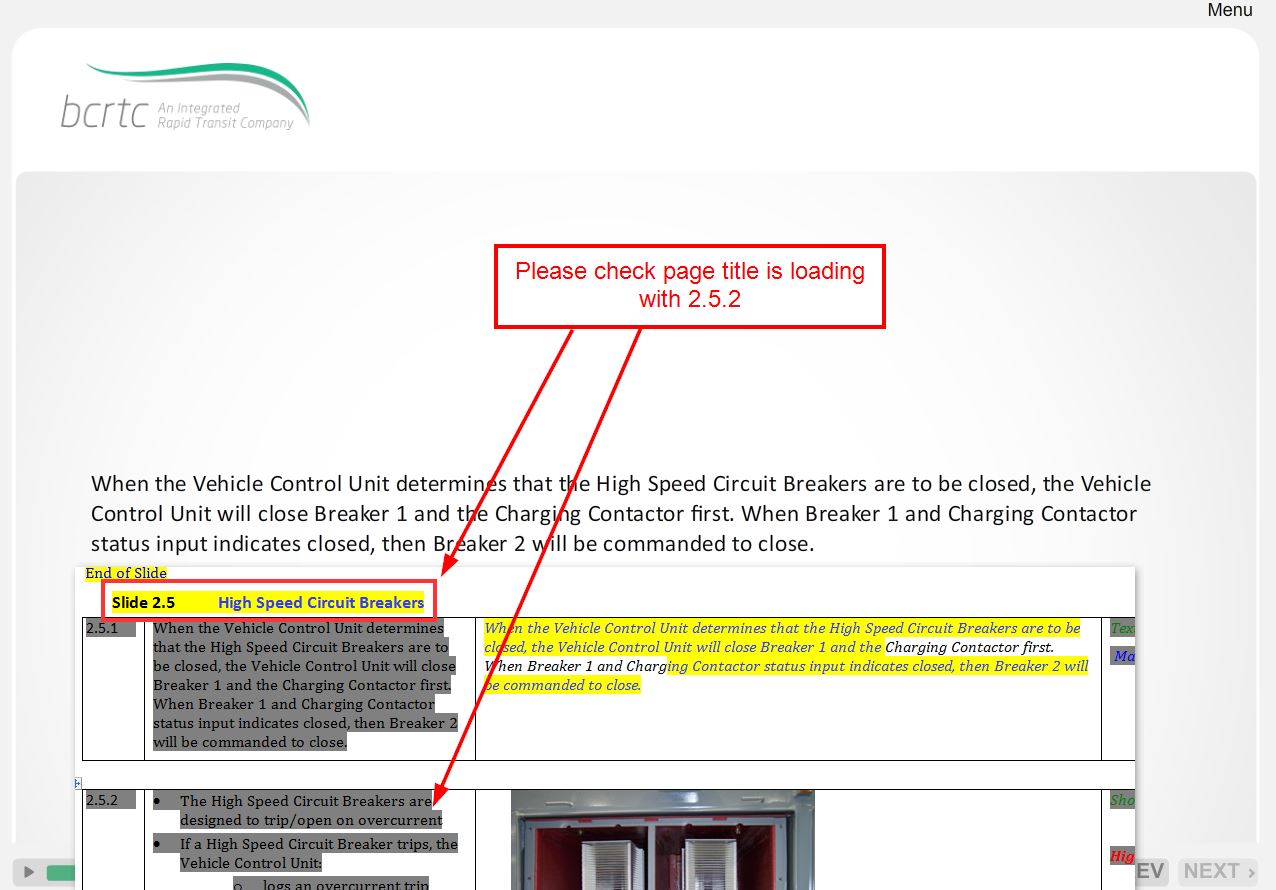 Menu
bcrtc An Integrated
Rapid Transit Company
Please check page title is loading
with 2.5.2
When the Vehicle Control Unit determines that the High Speed Circuit Breakers are to be closed, the Vehicle
Control Unit will close Breaker 1 and the Charging Contactor first. When Breaker 1 and Charging Contactor
status input indicates closed, then Breaker 2 will be commanded to close.
End of Slide
Slide 2.5 High Speed Circuit Breakers
2.5.1
When the Vehicle Control Unit determines
that the High Speed Circuit Breakers are to
be closed, the Vehicle Control Unit will close
Breaker 1 and the Charging Contactor first.
When Breaker 1 and Charging Contactor
status input indicates closed, then Breaker 2
will be commanded to close.
When the Vehicle Control Unit determines that the High Speed Circuit Breakers are to be
closed, the Vehicle Control Unit will close Breaker 1 and the Charging Contactor first.
When Breaker 1 and Charging Contactor status input indicates closed, then Breaker 2 will
be commanded to close.
Tex
Ma
2.5.2
• The High Speed Circuit Breakers are
designed to trip/open on overcurrent
• If a High Speed Circuit Breaker trips, the
Vehicle Control Unit:
o logs an overcurrent trip
Sho
Hig
EV
NEXT